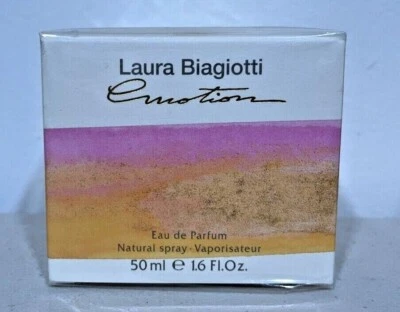 Laura Biagiotti
Emotion
Eau de Parfum
Natural spray · Vaporisateur
50 ml e 1.6 Fl.Oz.